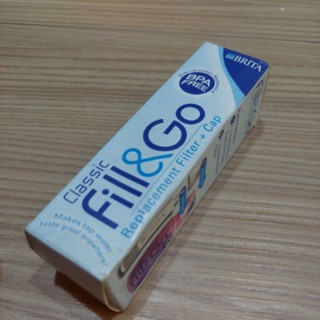 BRITA
BPA
FREE
Classic
Fill&Go
Replacement Filter + Cap
Makes tap water
taste great anywhere!